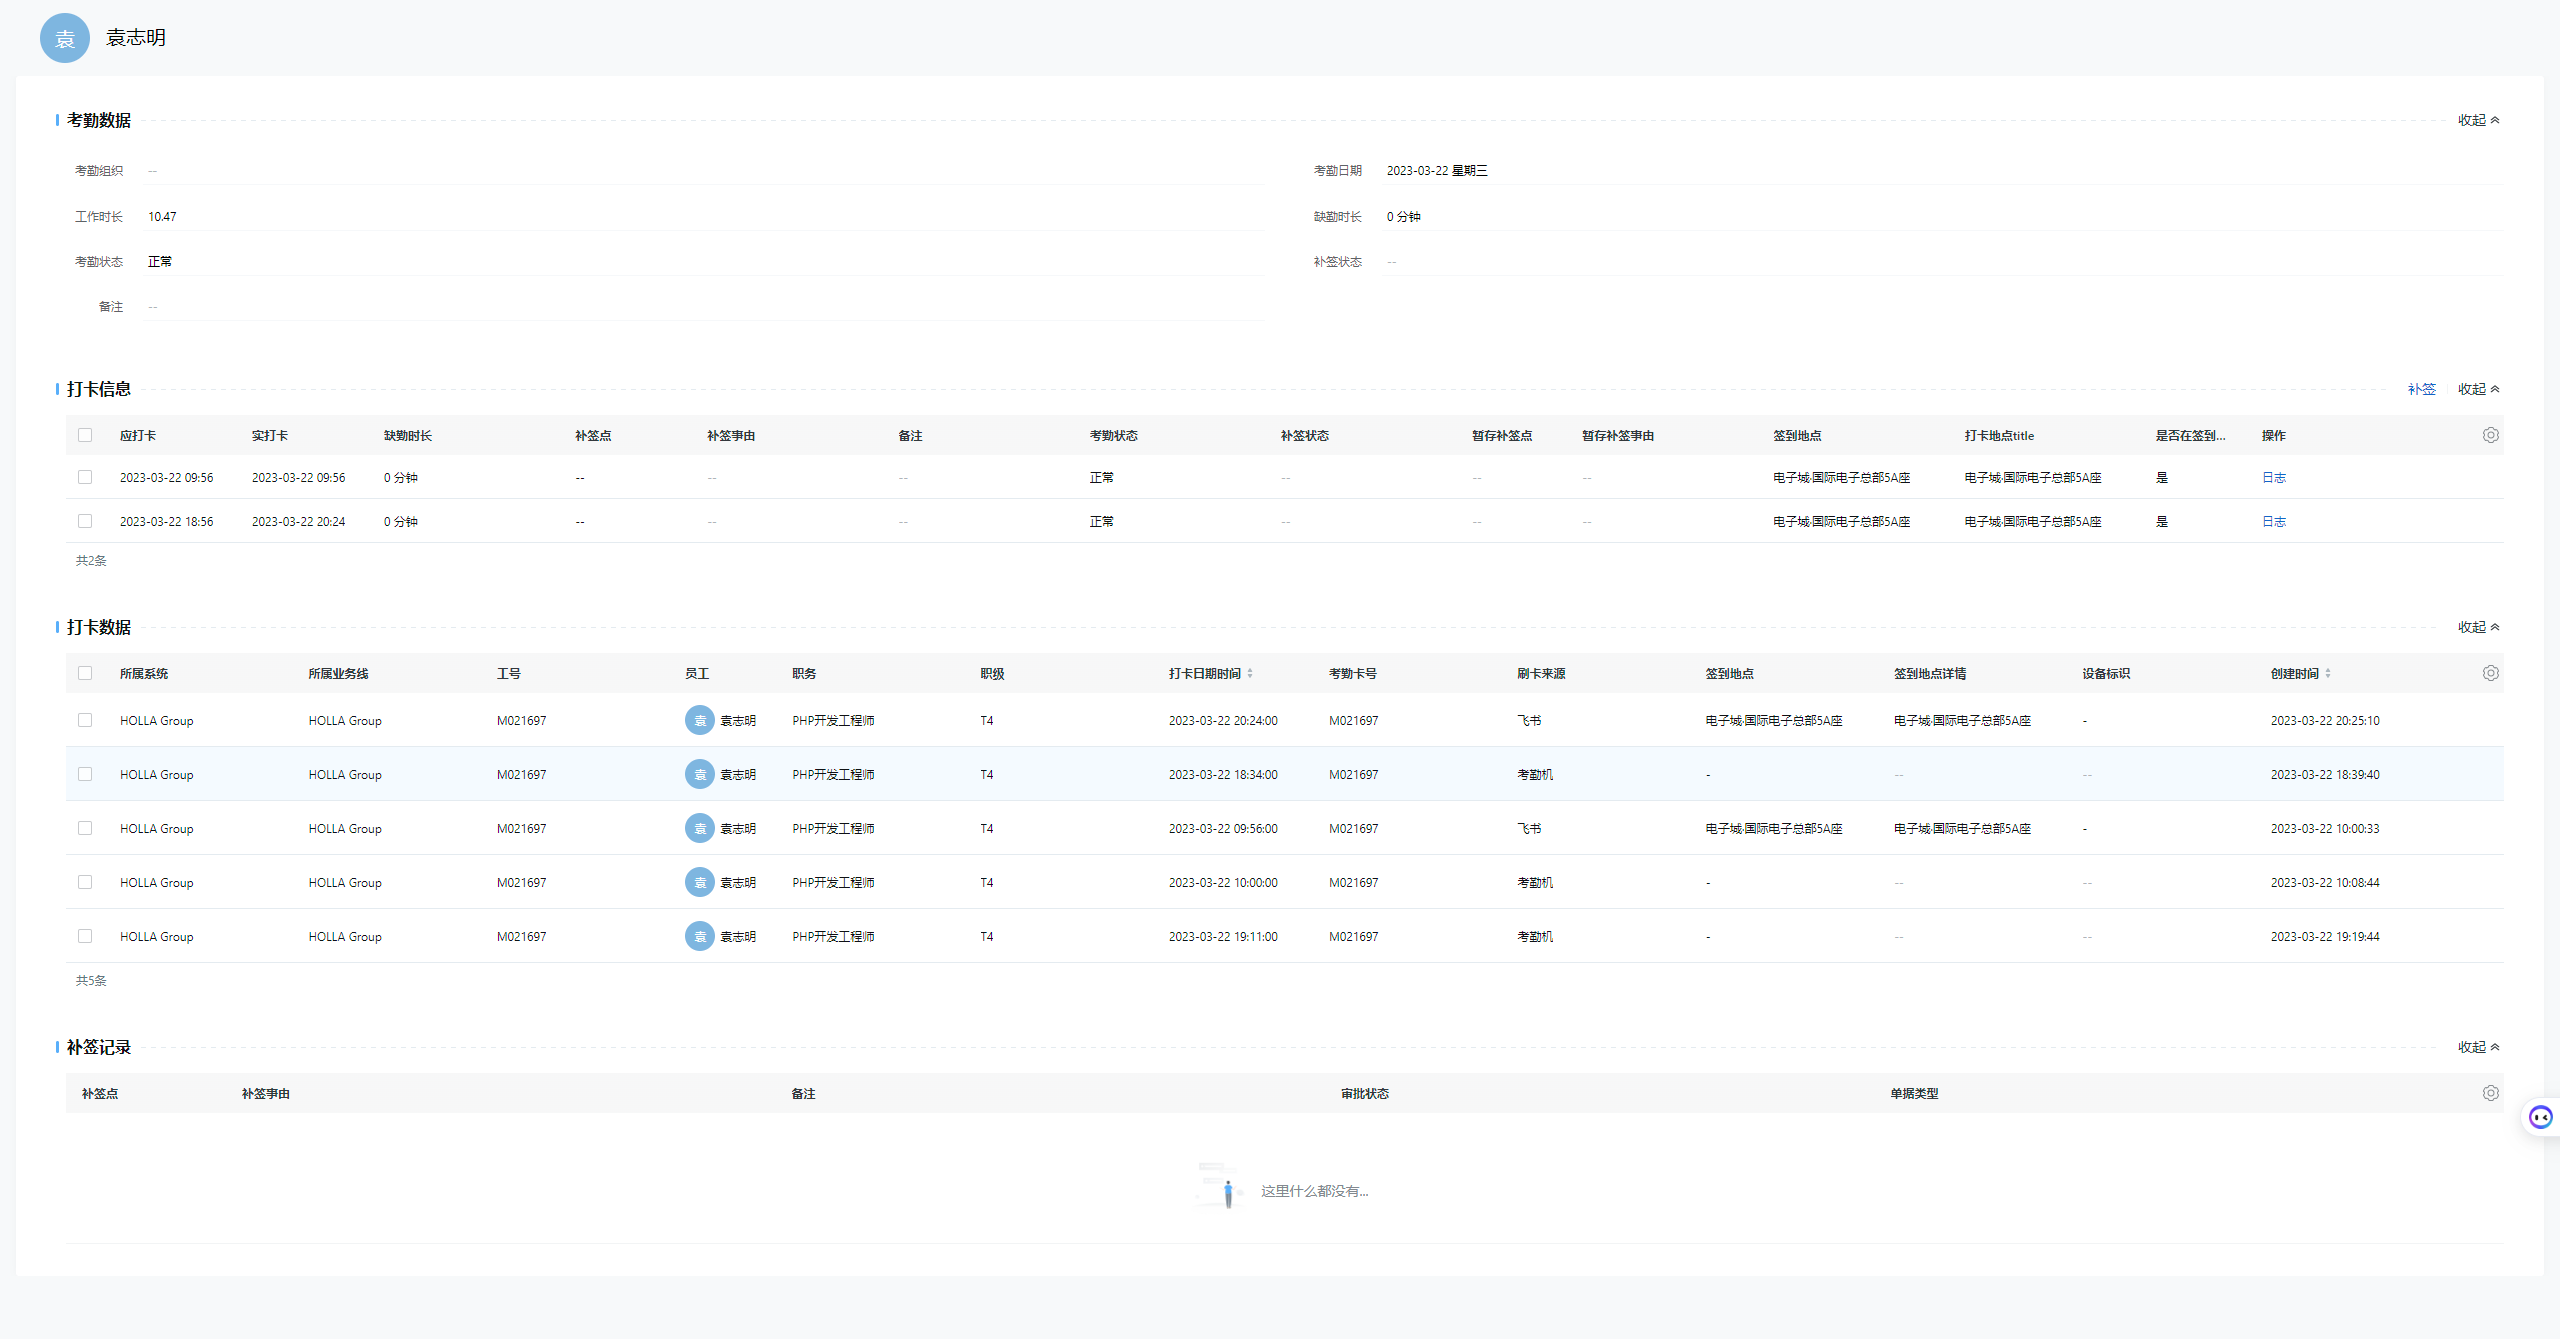 袁 袁志明
考勤数据 收起
考勤组织 -- 考勤日期 2023-03-22 星期三
工作时长 10.47 缺勤时长 0 分钟
考勤状态 正常 补签状态 --
备注 --
打卡信息 补签 收起
应打卡 实打卡 缺勤时长 补签点 补签事由 备注 考勤状态 补签状态 暂存补签点 暂存补签事由 签到地点 打卡地点title 是否在签到... 操作
2023-03-22 09:56 2023-03-22 09:56 0 分钟 -- -- -- 正常 -- -- -- 电子城·国际电子总部5A座 电子城·国际电子总部5A座 是 日志
2023-03-22 18:56 2023-03-22 20:24 0 分钟 -- -- -- 正常 -- -- -- 电子城·国际电子总部5A座 电子城·国际电子总部5A座 是 日志
共2条
打卡数据 收起
所属系统 所属业务线 工号 员工 职务 职级 打卡日期时间 考勤卡号 刷卡来源 签到地点 签到地点详情 设备标识 创建时间
HOLLA Group HOLLA Group M021697 袁 袁志明 PHP开发工程师 T4 2023-03-22 20:24:00 M021697 飞书 电子城·国际电子总部5A座 电子城·国际电子总部5A座 - 2023-03-22 20:25:10
HOLLA Group HOLLA Group M021697 袁 袁志明 PHP开发工程师 T4 2023-03-22 18:34:00 M021697 考勤机 - -- -- 2023-03-22 18:39:40
HOLLA Group HOLLA Group M021697 袁 袁志明 PHP开发工程师 T4 2023-03-22 09:56:00 M021697 飞书 电子城·国际电子总部5A座 电子城·国际电子总部5A座 - 2023-03-22 10:00:33
HOLLA Group HOLLA Group M021697 袁 袁志明 PHP开发工程师 T4 2023-03-22 10:00:00 M021697 考勤机 - -- -- 2023-03-22 10:08:44
HOLLA Group HOLLA Group M021697 袁 袁志明 PHP开发工程师 T4 2023-03-22 19:11:00 M021697 考勤机 - -- -- 2023-03-22 19:19:44
共5条
补签记录 收起
补签点 补签事由 备注 审批状态 单据类型
这里什么都没有...